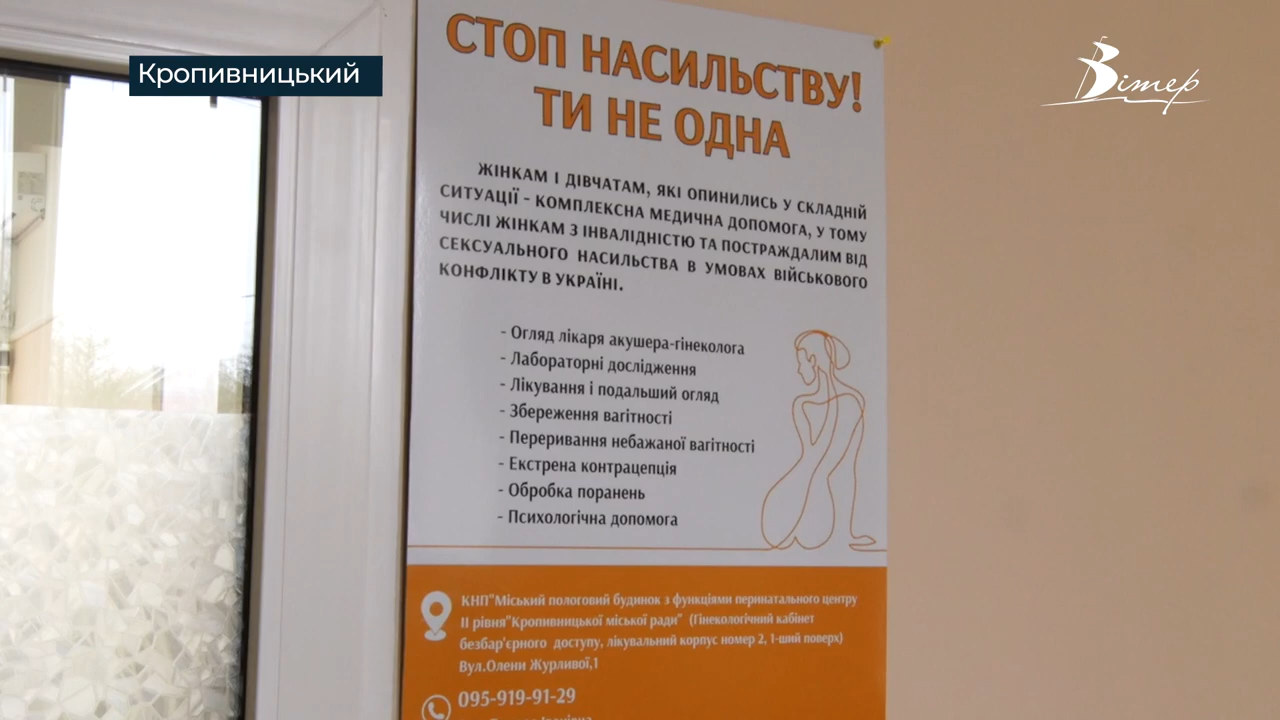 Кропивницький
Вітер
СТОП НАСИЛЬСТВУ!
ТИ НЕ ОДНА
ЖІНКАМ І ДІВЧАТАМ, ЯКІ ОПИНИЛИСЬ У СКЛАДНІЙ
СИТУАЦІЇ - КОМПЛЕКСНА МЕДИЧНА ДОПОМОГА, У ТОМУ
ЧИСЛІ ЖІНКАМ З ІНВАЛІДНІСТЮ ТА ПОСТРАЖДАЛИМ ВІД
СЕКСУАЛЬНОГО НАСИЛЬСТВА В УМОВАХ ВІЙСЬКОВОГО
КОНФЛІКТУ В УКРАЇНІ.
- Огляд лікаря акушера-гінеколога
- Лабораторні дослідження
- Лікування і подальший огляд
- Збереження вагітності
- Переривання небажаної вагітності
- Екстрена контрацепція
- Обробка поранень
- Психологічна допомога
КНП"Міський пологовий будинок з функціями перинатального центру
ІІ рівня"Кропивницької міської ради" (Гінекологічний кабінет
безбар'єрного доступу, лікувальний корпус номер 2, 1-ший поверх)
Вул.Олени Журливої,1
095-919-91-29